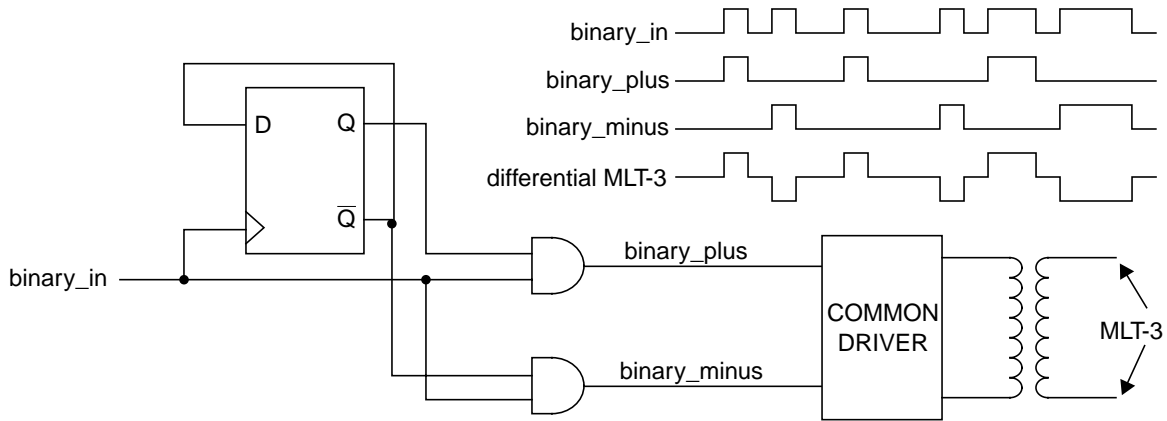 binary_in
binary_plus
binary_minus
differential MLT-3
D
Q
Q̅
binary_in
binary_plus
binary_minus
COMMON
DRIVER
MLT-3